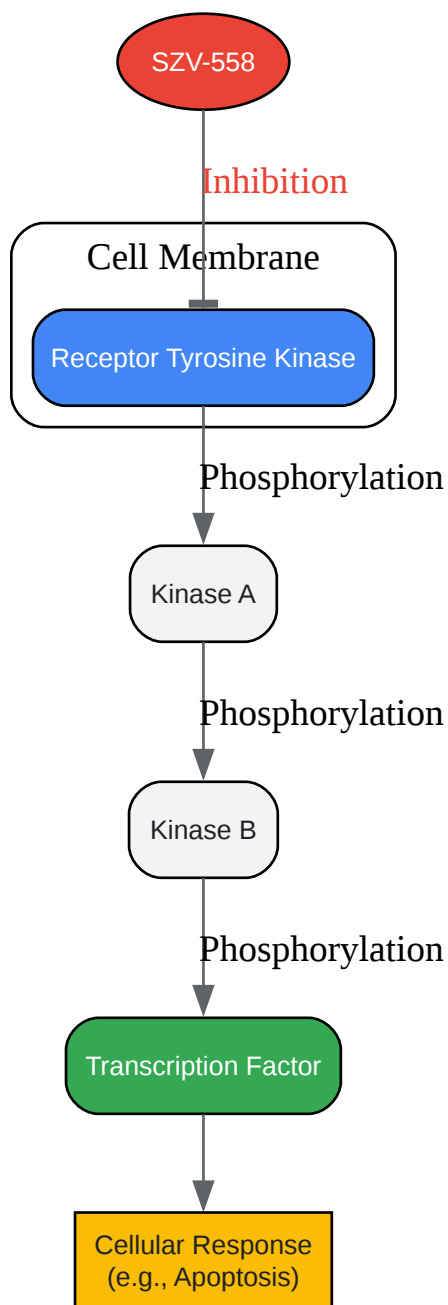 SZV-558
Inhibition
Cell Membrane
Receptor Tyrosine Kinase
Phosphorylation
Kinase A
Phosphorylation
Kinase B
Phosphorylation
Transcription Factor
Cellular Response
(e.g., Apoptosis)